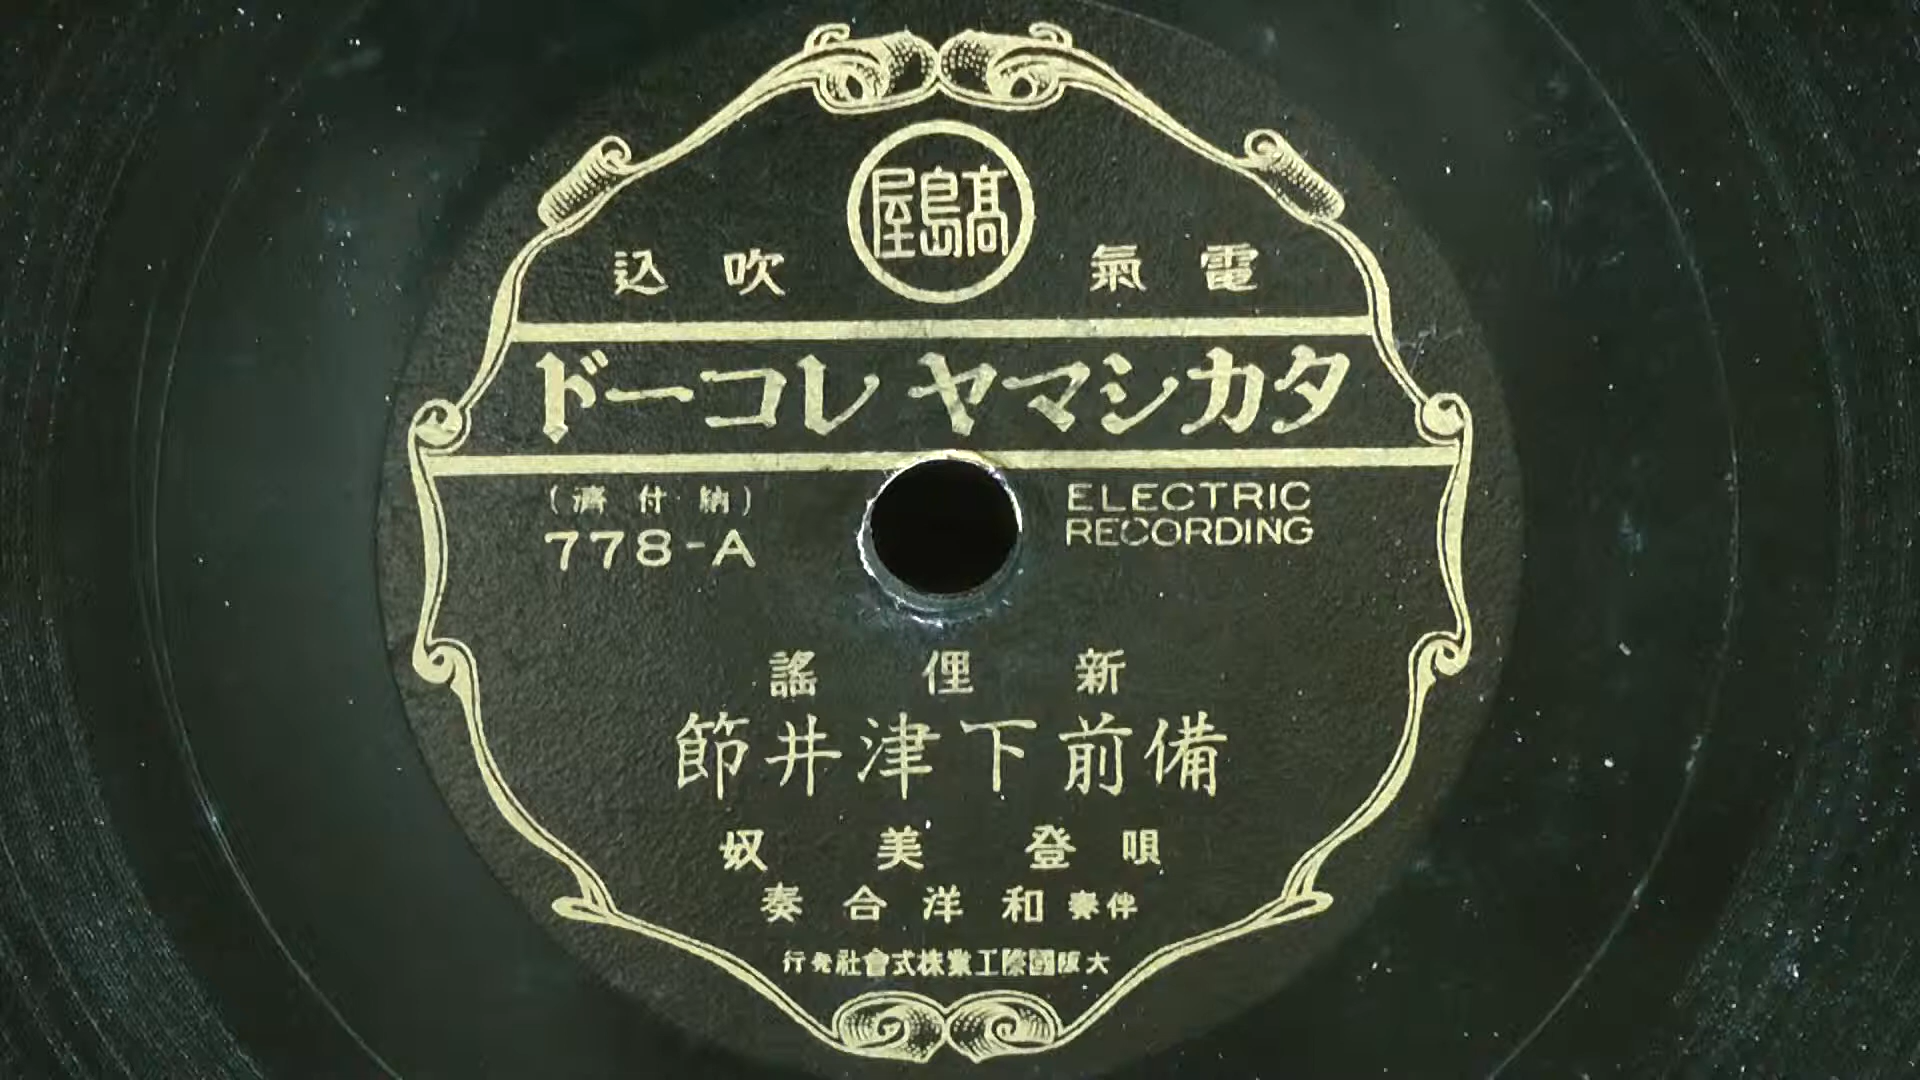 高島屋
電氣吹込
タカシマヤレコード
(納付濟)
778-A
ELECTRIC
RECORDING
新俚謠
備前下津井節
唄 登美奴
伴奏 和洋合奏
大阪國際工業株式會社発行